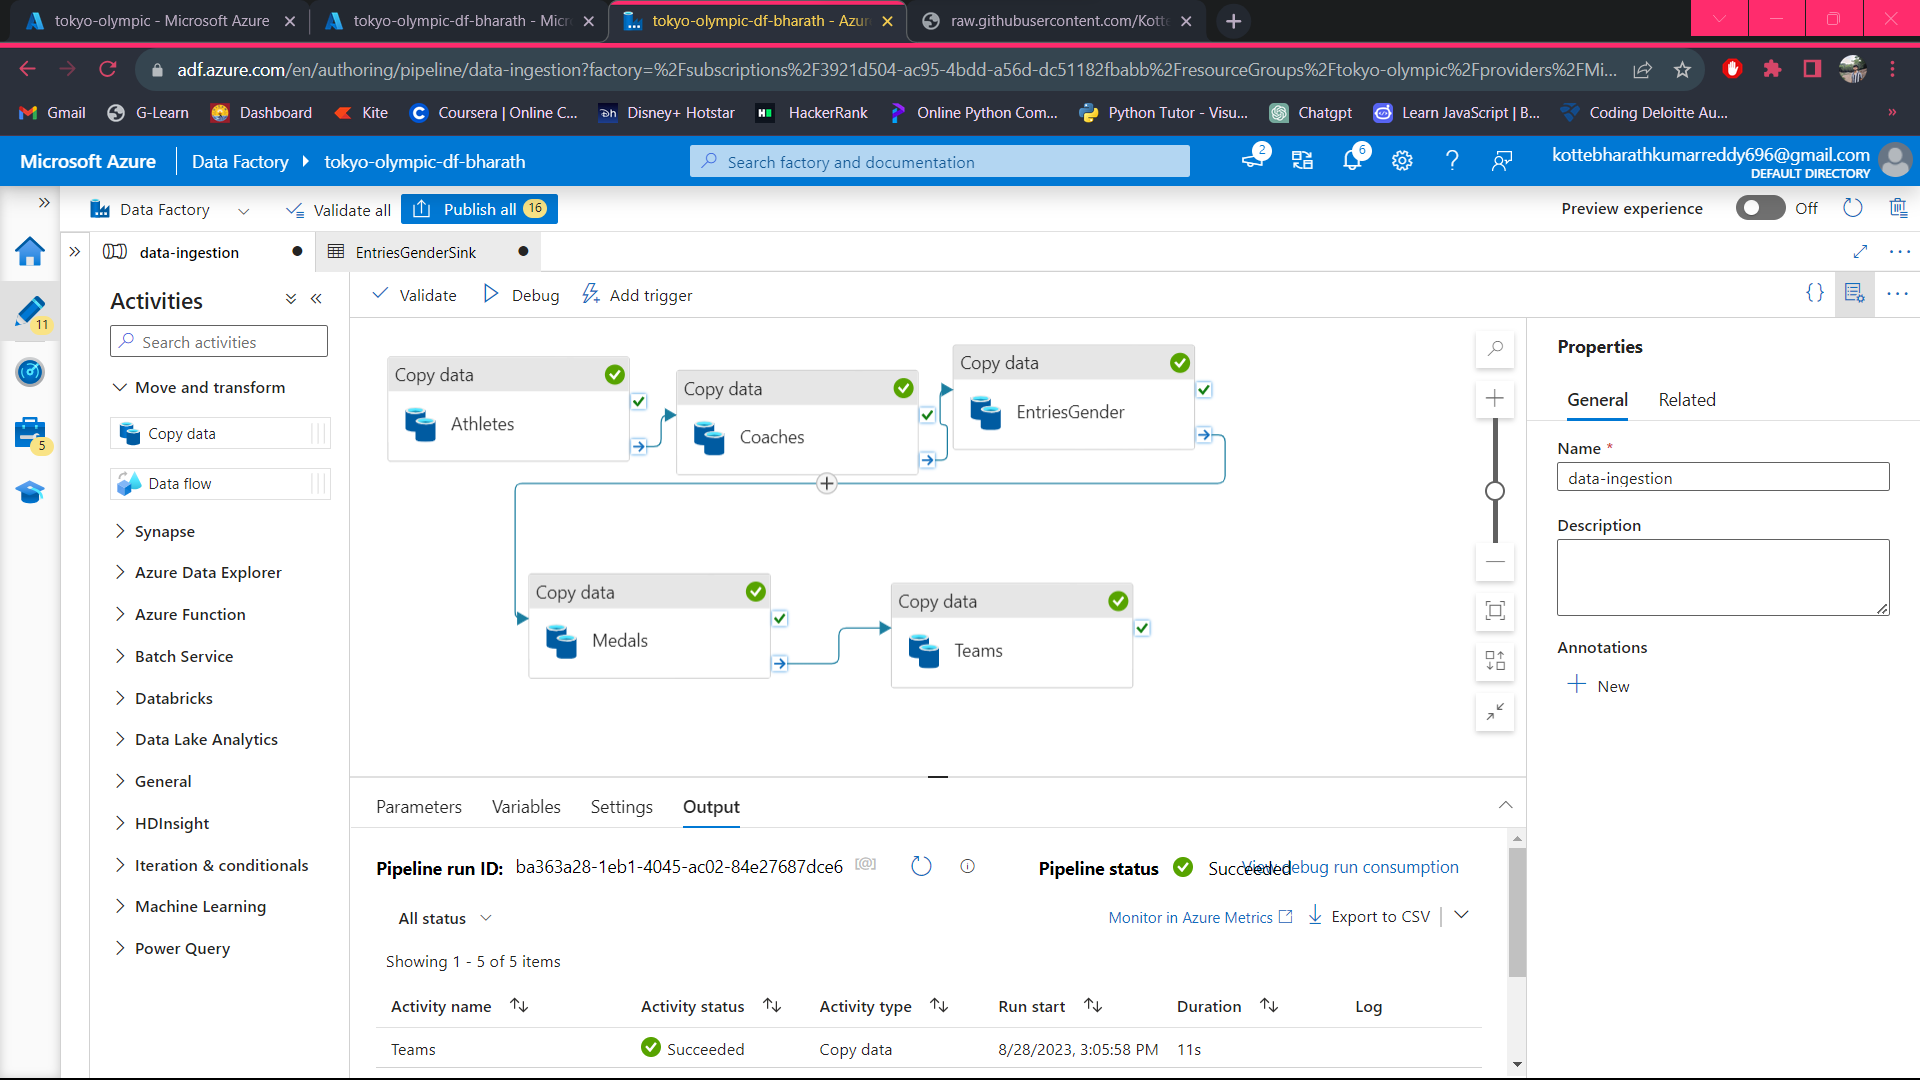 tokyo-olympic - Microsoft Azure
tokyo-olympic-df-bharath - Micr
tokyo-olympic-df-bharath - Azur
raw.githubusercontent.com/Kotte
adf.azure.com/en/authoring/pipeline/data-ingestion?factory=%2Fsubscriptions%2F3921d504-ac95-4bdd-a56d-dc51182fbabb%2FresourceGroups%2Ftokyo-olympic%2Fproviders%2FMi...
Gmail G-Learn Dashboard Kite Coursera | Online C... Disney+ Hotstar HackerRank Online Python Com... Python Tutor - Visu... Chatgpt Learn JavaScript | B... Coding Deloitte Au...
Microsoft Azure Data Factory tokyo-olympic-df-bharath
Search factory and documentation
2
6
kottebharathkumarreddy696@gmail.com
DEFAULT DIRECTORY
Data Factory
Validate all
Publish all 16
Preview experience Off
data-ingestion
EntriesGenderSink
11
5
Activities
Search activities
Move and transform
Copy data
Data flow
Synapse
Azure Data Explorer
Azure Function
Batch Service
Databricks
Data Lake Analytics
General
HDInsight
Iteration & conditionals
Machine Learning
Power Query
Validate Debug Add trigger
{}
Copy data
Athletes
Copy data
Coaches
Copy data
EntriesGender
Copy data
Medals
Copy data
Teams
Properties
General Related
Name *
data-ingestion
Description
Annotations
New
Parameters Variables Settings Output
Pipeline run ID: ba363a28-1eb1-4045-ac02-84e27687dce6 [@]
Pipeline status Succeeded
View debug run consumption
All status
Monitor in Azure Metrics Export to CSV
Showing 1 - 5 of 5 items
Activity name Activity status Activity type Run start Duration Log
Teams Succeeded Copy data 8/28/2023, 3:05:58 PM 11s